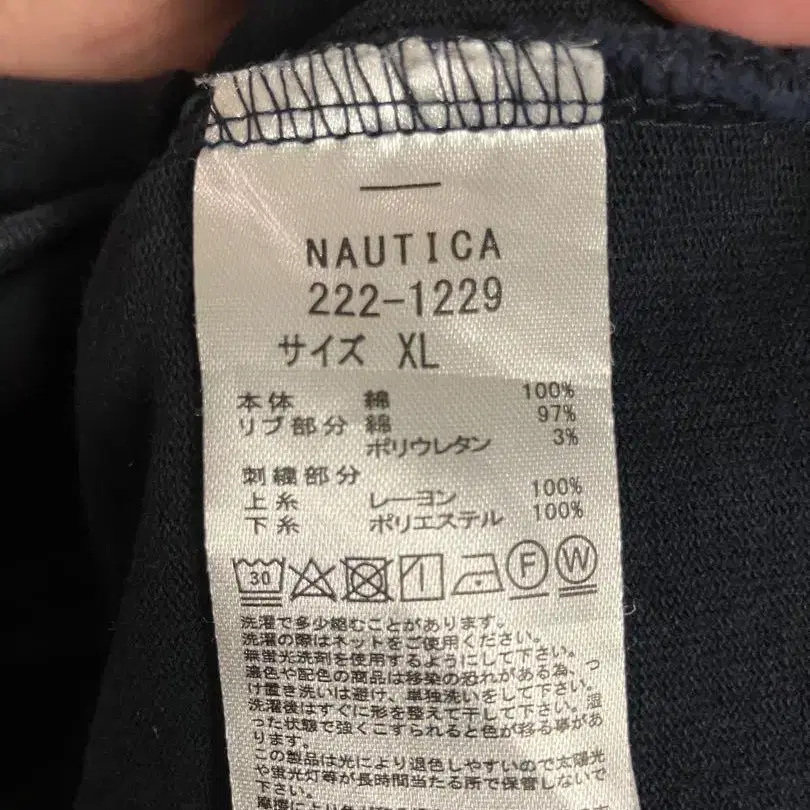 NAUTICA
222-1229
サイズ XL
本体 綿 100%
リブ部分 綿 97%
ポリウレタン 3%
刺繍部分
上糸 レーヨン 100%
下糸 ポリエステル 100%
30 F W
洗濯で多少縮むことがあります。
洗濯の際はネットをご使用ください。
無蛍光洗剤を使用するようにして下さい。
濃色や配色の商品は移染の恐れがある為、つ
け置き洗いは避け、単独洗いをして下さい。
洗濯後はすぐに形を整えて干して下さい。湿
った状態で強くこすられると色が移る事があ
ります。
この製品は光により退色しやすいので太陽光
や蛍光灯等が長時間当たる所で保管しないで
下さい。
摩擦により色が